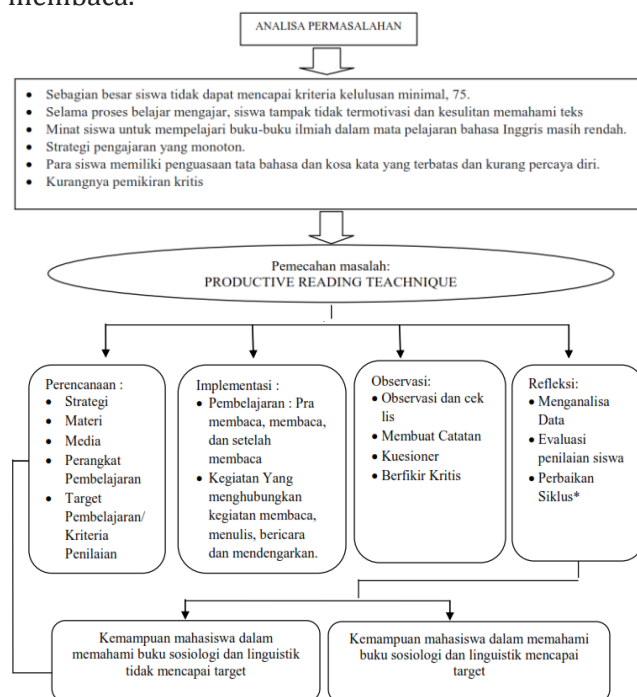 membaca.
ANALISA PERMASALAHAN
• Sebagian besar siswa tidak dapat mencapai kriteria kelulusan minimal, 75.
• Selama proses belajar mengajar, siswa tampak tidak termotivasi dan kesulitan memahami teks
• Minat siswa untuk mempelajari buku-buku ilmiah dalam mata pelajaran bahasa Inggris masih rendah.
• Strategi pengajaran yang monoton.
• Para siswa memiliki penguasaan tata bahasa dan kosa kata yang terbatas dan kurang percaya diri.
• Kurangnya pemikiran kritis
Pemecahan masalah:
PRODUCTIVE READING TEACHNIQUE
Perencanaan :
• Strategi
• Materi
• Media
• Perangkat
Pembelajaran
• Target
Pembelajaran/
Kriteria
Penilaian
Implementasi :
• Pembelajaran : Pra
membaca, membaca,
dan setelah
membaca
• Kegiatan Yang
menghubungkan
kegiatan membaca,
menulis, bericara
dan mendengarkan.
Observasi:
• Observasi dan cek
lis
• Membuat Catatan
• Kuesioner
• Berfikir Kritis
Refleksi:
• Menganalisa
Data
• Evaluasi
penilaian siswa
• Perbaikan
Siklus*
Kemampuan mahasiswa dalam
memahami buku sosiologi dan linguistik
tidak mencapai target
Kemampuan mahasiswa dalam memahami
buku sosiologi dan linguistik mencapai
target